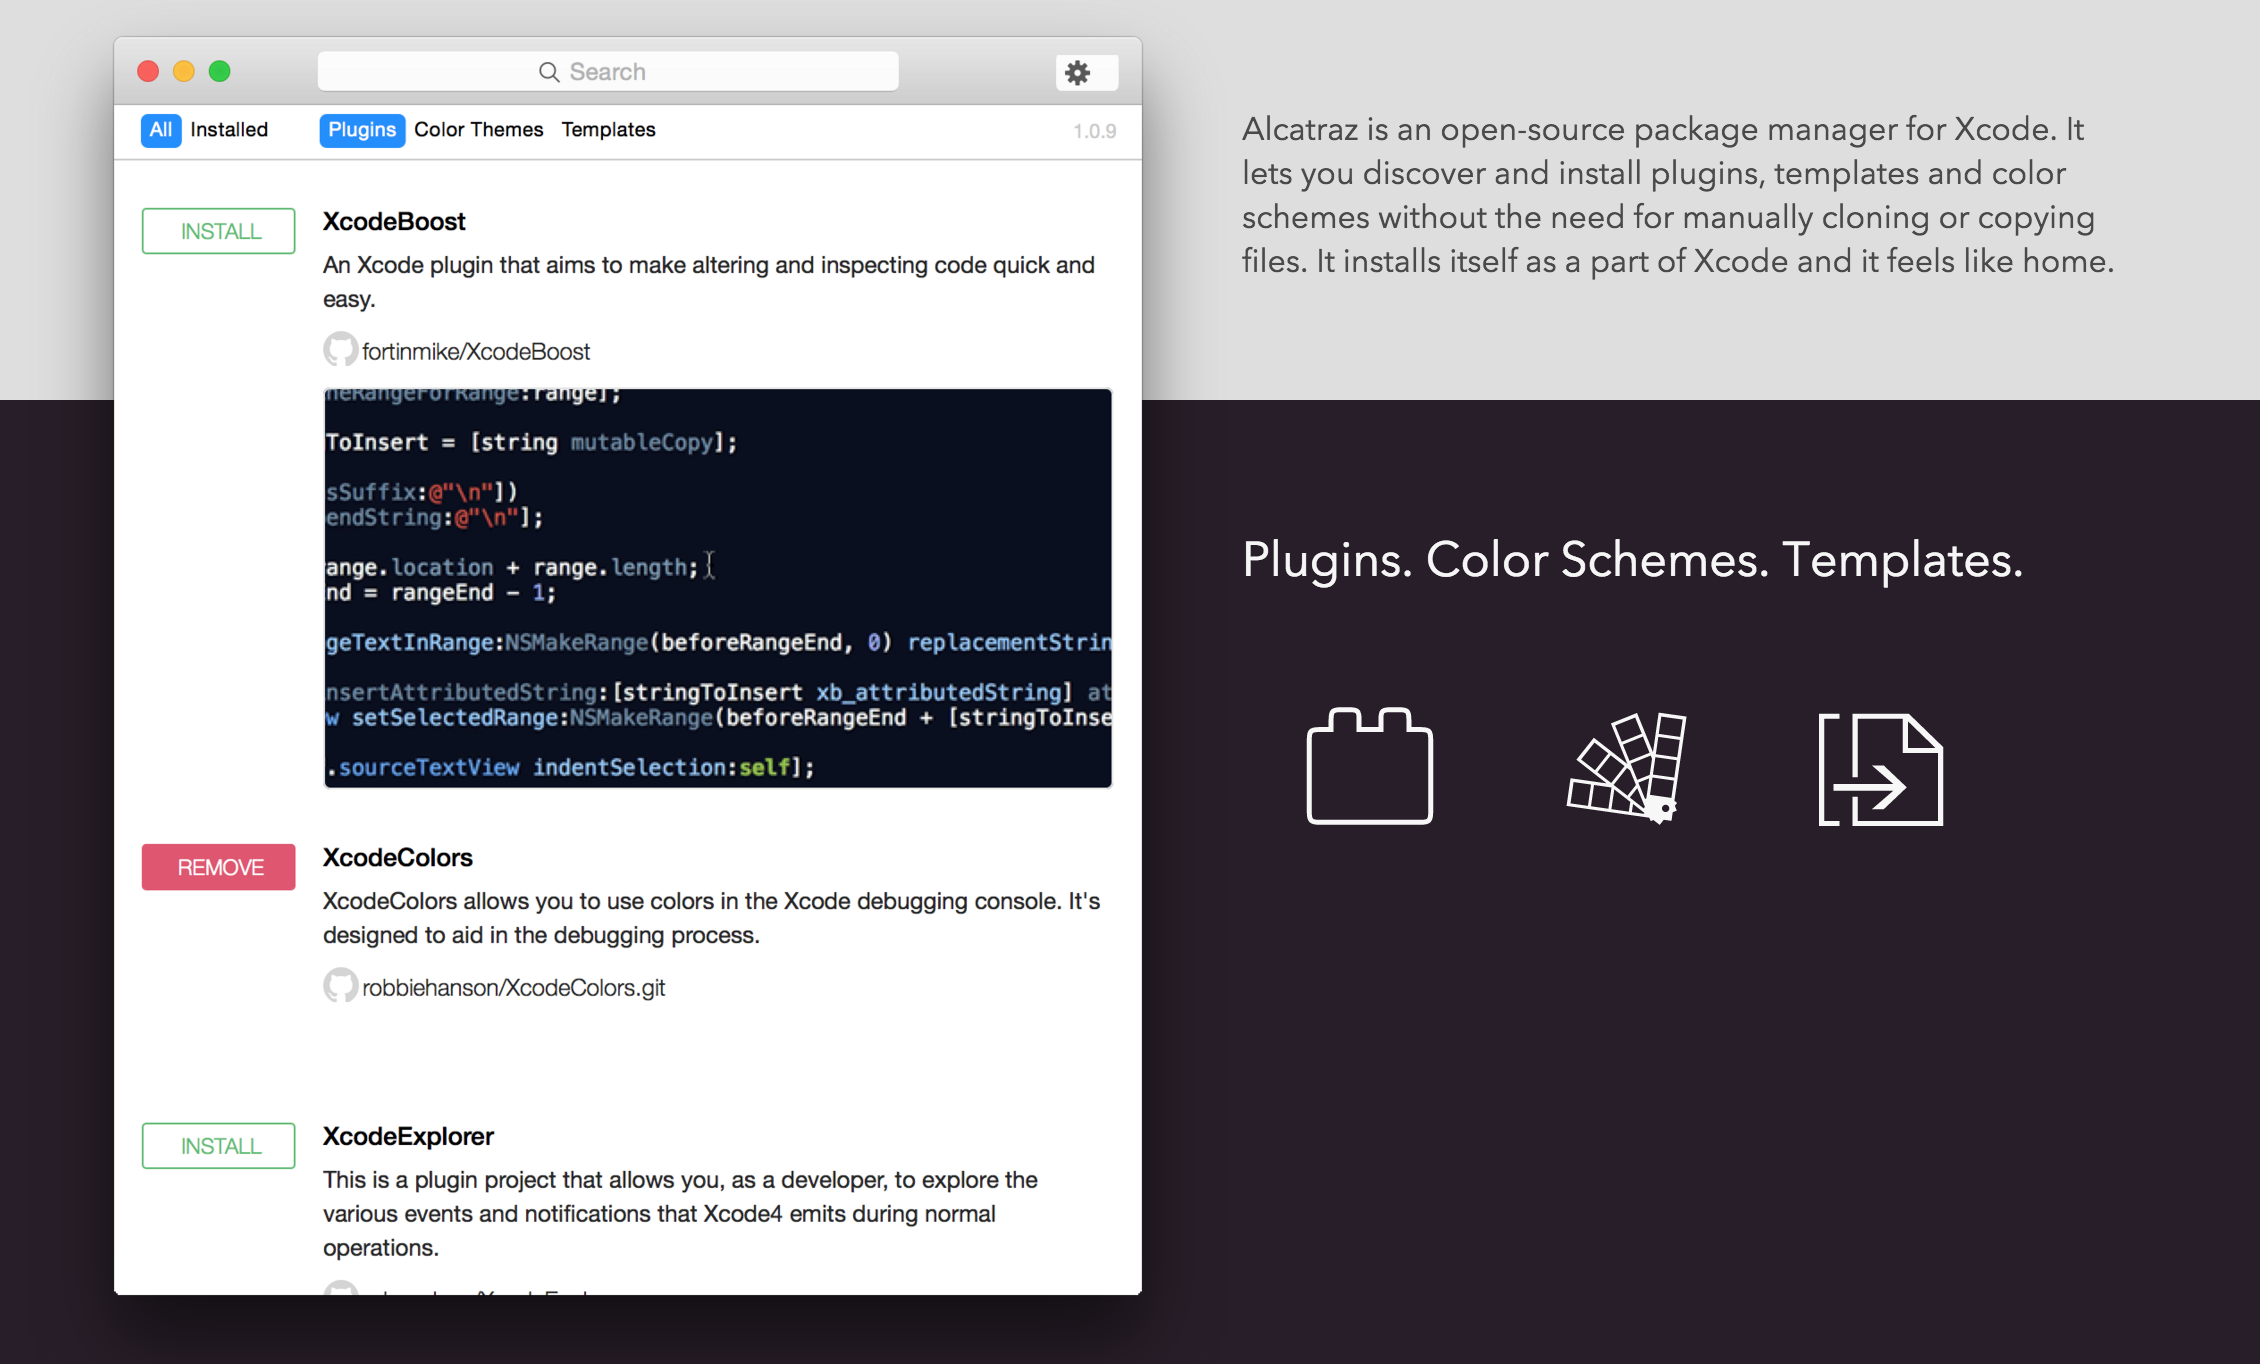 Search
All Installed Plugins Color Themes Templates 1.0.9
INSTALL
XcodeBoost
An Xcode plugin that aims to make altering and inspecting code quick and
easy.
fortinmike/XcodeBoost
neRangeForRange:range];
ToInsert = [string mutableCopy];
sSuffix:@"\n"])
endString:@"\n"];
ange.location + range.length;
nd = rangeEnd - 1;
geTextInRange:NSMakeRange(beforeRangeEnd, 0) replacementStrin
nsertAttributedString:[stringToInsert xb_attributedString] at
w setSelectedRange:NSMakeRange(beforeRangeEnd + [stringToInse
.sourceTextView indentSelection:self];
REMOVE
XcodeColors
XcodeColors allows you to use colors in the Xcode debugging console. It's
designed to aid in the debugging process.
robbiehanson/XcodeColors.git
INSTALL
XcodeExplorer
This is a plugin project that allows you, as a developer, to explore the
various events and notifications that Xcode4 emits during normal
operations.
Alcatraz is an open-source package manager for Xcode. It
lets you discover and install plugins, templates and color
schemes without the need for manually cloning or copying
files. It installs itself as a part of Xcode and it feels like home.
Plugins. Color Schemes. Templates.